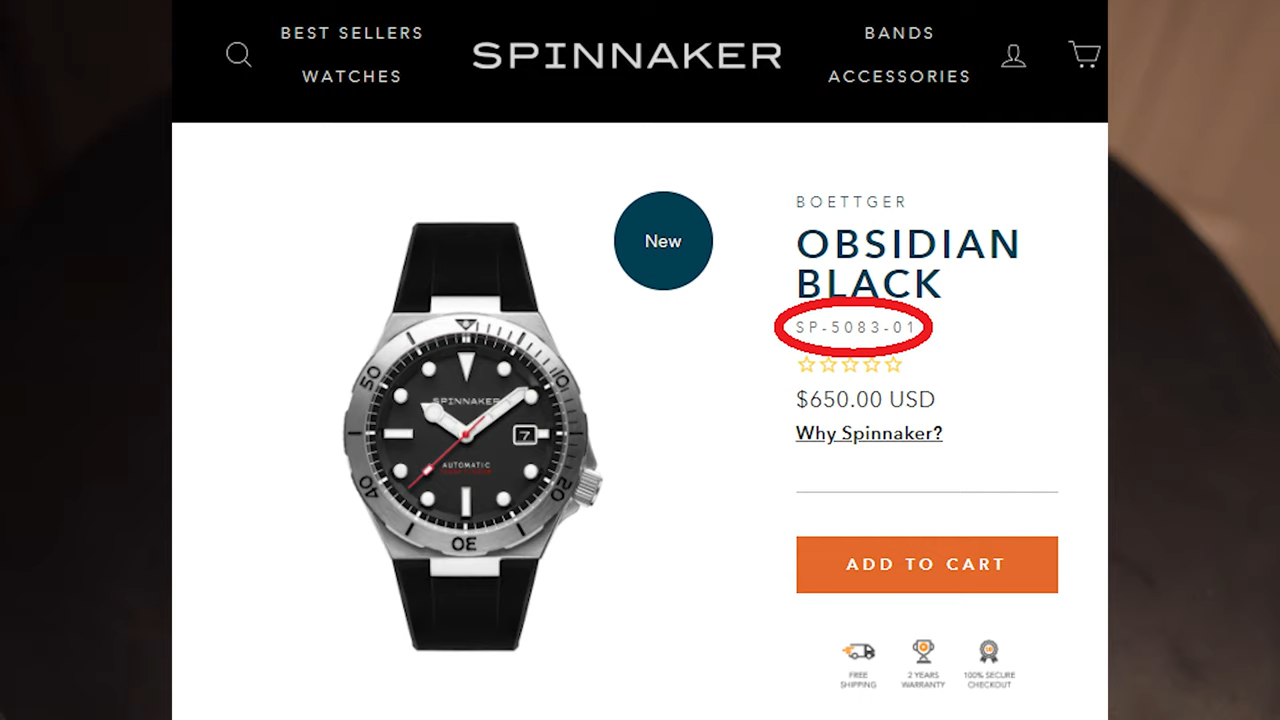 BEST SELLERS
WATCHES
SPINNAKER
BANDS
ACCESSORIES
New
BOETTGER
OBSIDIAN
BLACK
SP-5083-01
$650.00 USD
Why Spinnaker?
ADD TO CART
FREE
SHIPPING
2 YEARS
WARRANTY
100% SECURE
CHECKOUT
SPINNAKER
7
AUTOMATIC
10
20
30
40
50